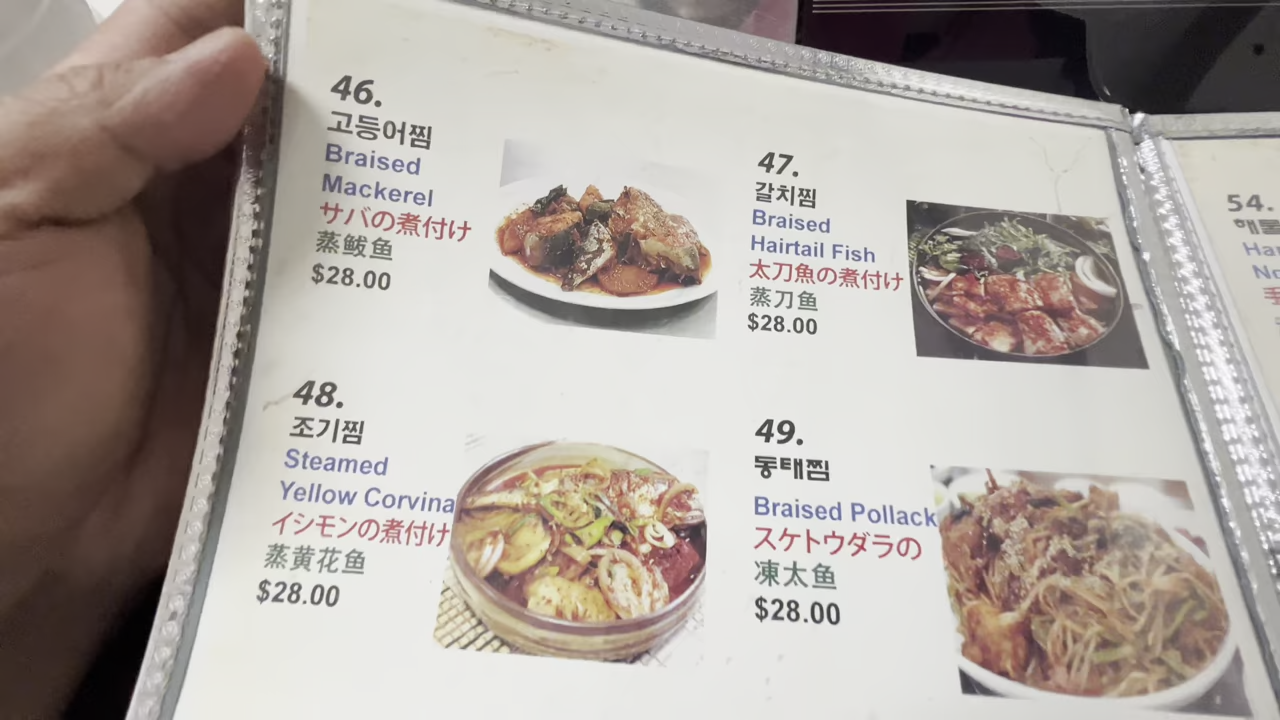 46.
고등어찜
Braised
Mackerel
サバの煮付け
蒸鲅鱼
$28.00
47.
갈치찜
Braised
Hairtail Fish
太刀魚の煮付け
蒸刀鱼
$28.00
48.
조기찜
Steamed
Yellow Corvina
イシモンの煮付け
蒸黄花鱼
$28.00
49.
동태찜
Braised Pollack
スケトウダラの
凍太鱼
$28.00
54.
해물